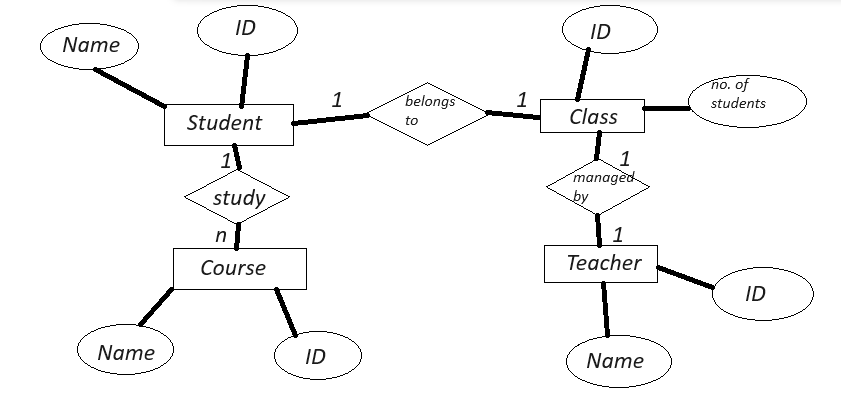 Name
ID
ID
no. of
students
Student
1
belongs
to
1
Class
1
study
n
1
managed
by
1
Course
Teacher
Name
ID
Name
ID